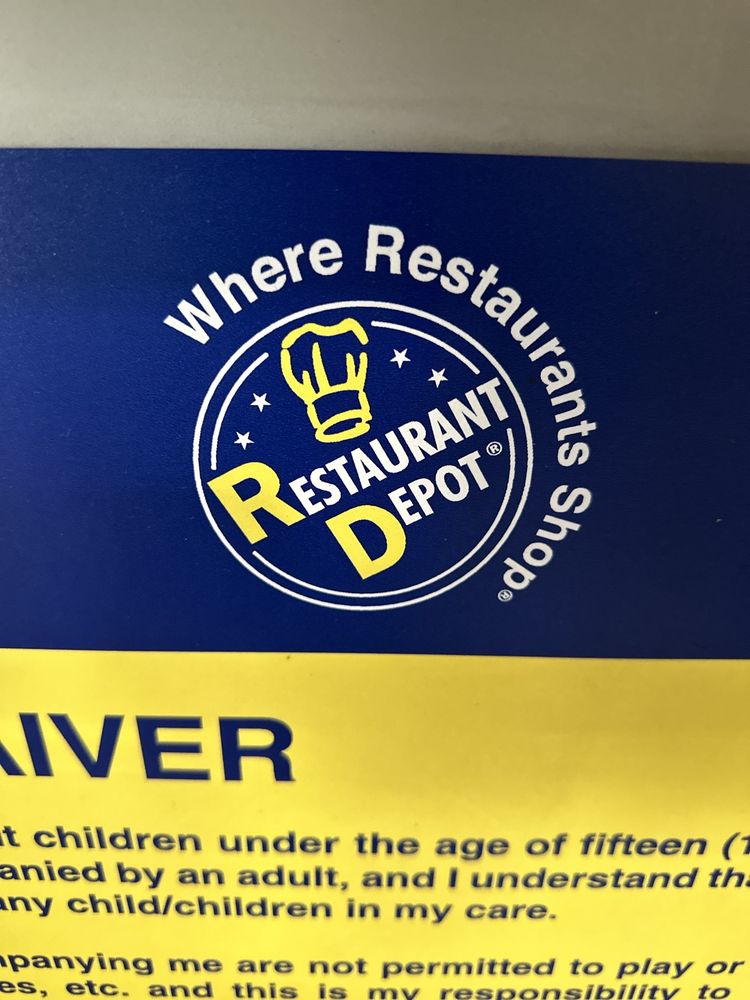 Where Restaurants Shop®
RESTAURANT
DEPOT®
AIVER
t children under the age of fifteen (1
anied by an adult, and I understand tha
any child/children in my care.
mpanying me are not permitted to play or
es, etc. and this is my responsibility to